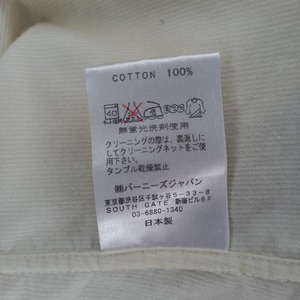 COTTON 100%
40
無蛍光洗剤使用
クリーニングの際は、裏返しに
してクリーニングネットをご使用
下さい。
タンブル乾燥禁止
㈱バーニーズジャパン
東京都渋谷区千駄ヶ谷5-33-8
SOUTH GATE 新宿ビル6F
03-6880-1340
日本製